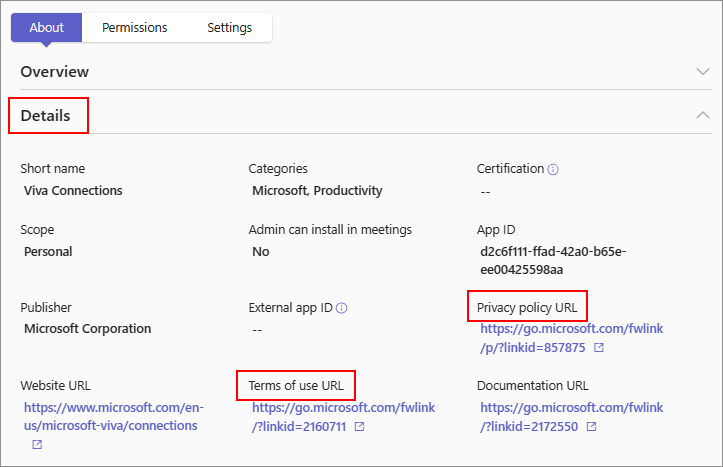 About Permissions Settings
Overview
Details
Short name Categories Certification
Viva Connections Microsoft, Productivity --
Scope Admin can install in meetings App ID
Personal No d2c6f111-ffad-42a0-b65e-
ee00425598aa
Publisher External app ID Privacy policy URL
Microsoft Corporation -- https://go.microsoft.com/fwlink
/p/?linkid=857875
Website URL Terms of use URL Documentation URL
https://www.microsoft.com/en- https://go.microsoft.com/fwlink https://go.microsoft.com/fwlink
us/microsoft-viva/connections /?linkid=2160711 /?linkid=2172550